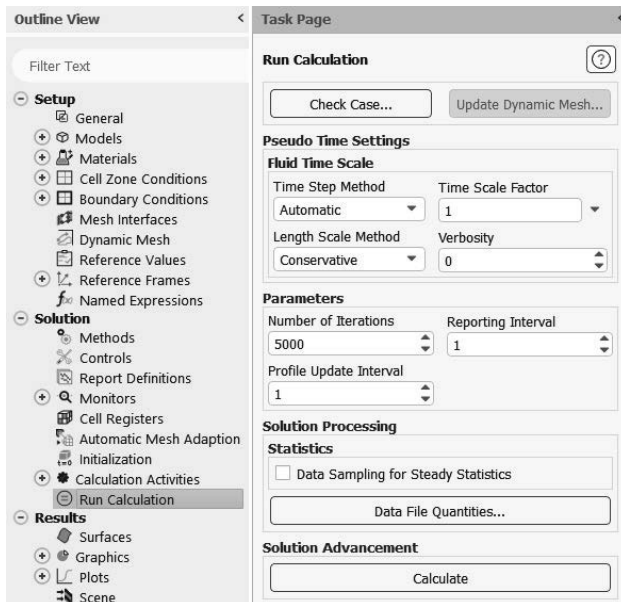 Outline View
Filter Text
Setup
General
Models
Materials
Cell Zone Conditions
Boundary Conditions
Mesh Interfaces
Dynamic Mesh
Reference Values
Reference Frames
Named Expressions
Solution
Methods
Controls
Report Definitions
Monitors
Cell Registers
Automatic Mesh Adaption
Initialization
Calculation Activities
Run Calculation
Results
Surfaces
Graphics
Plots
Scene
Task Page
Run Calculation
Check Case... Update Dynamic Mesh...
Pseudo Time Settings
Fluid Time Scale
Time Step Method Time Scale Factor
Automatic 1
Length Scale Method Verbosity
Conservative 0
Parameters
Number of Iterations Reporting Interval
5000 1
Profile Update Interval
1
Solution Processing
Statistics
Data Sampling for Steady Statistics
Data File Quantities...
Solution Advancement
Calculate